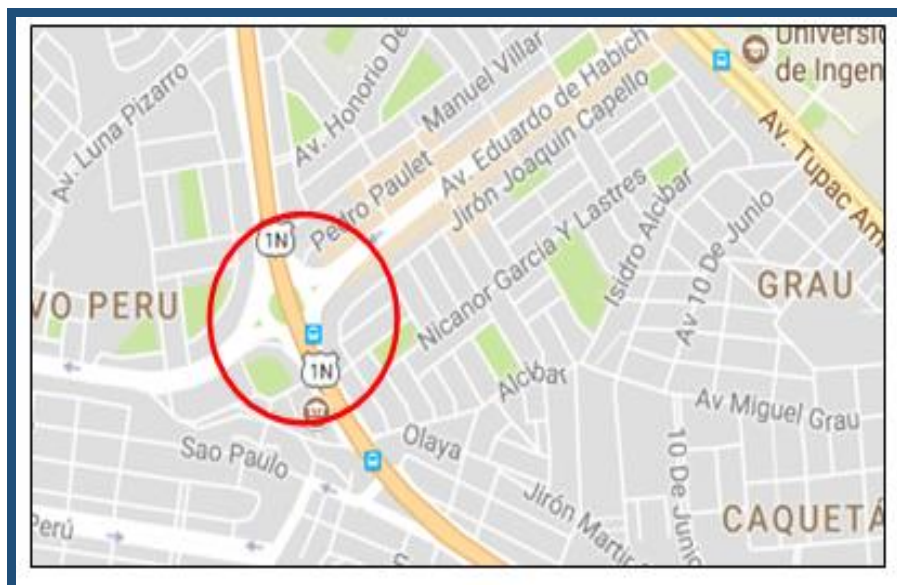 Universi
de Ingen
Av. Luna Pizarro
Av. Honorio De
Manuel Villar
Av. Eduardo de Habich
Pedro Paulet
Jirón Joaquín Capello
Av. Tupac Am
1N
Nicanor Garcia Y Lastres
Isidro Alcibar
Av 10 De Junio
GRAU
VO PERU
1N
Alcibar
Av Miguel Grau
Olaya
Sao Paulo
10 De Junio
Jirón Martir
CAQUETÁ
Perú